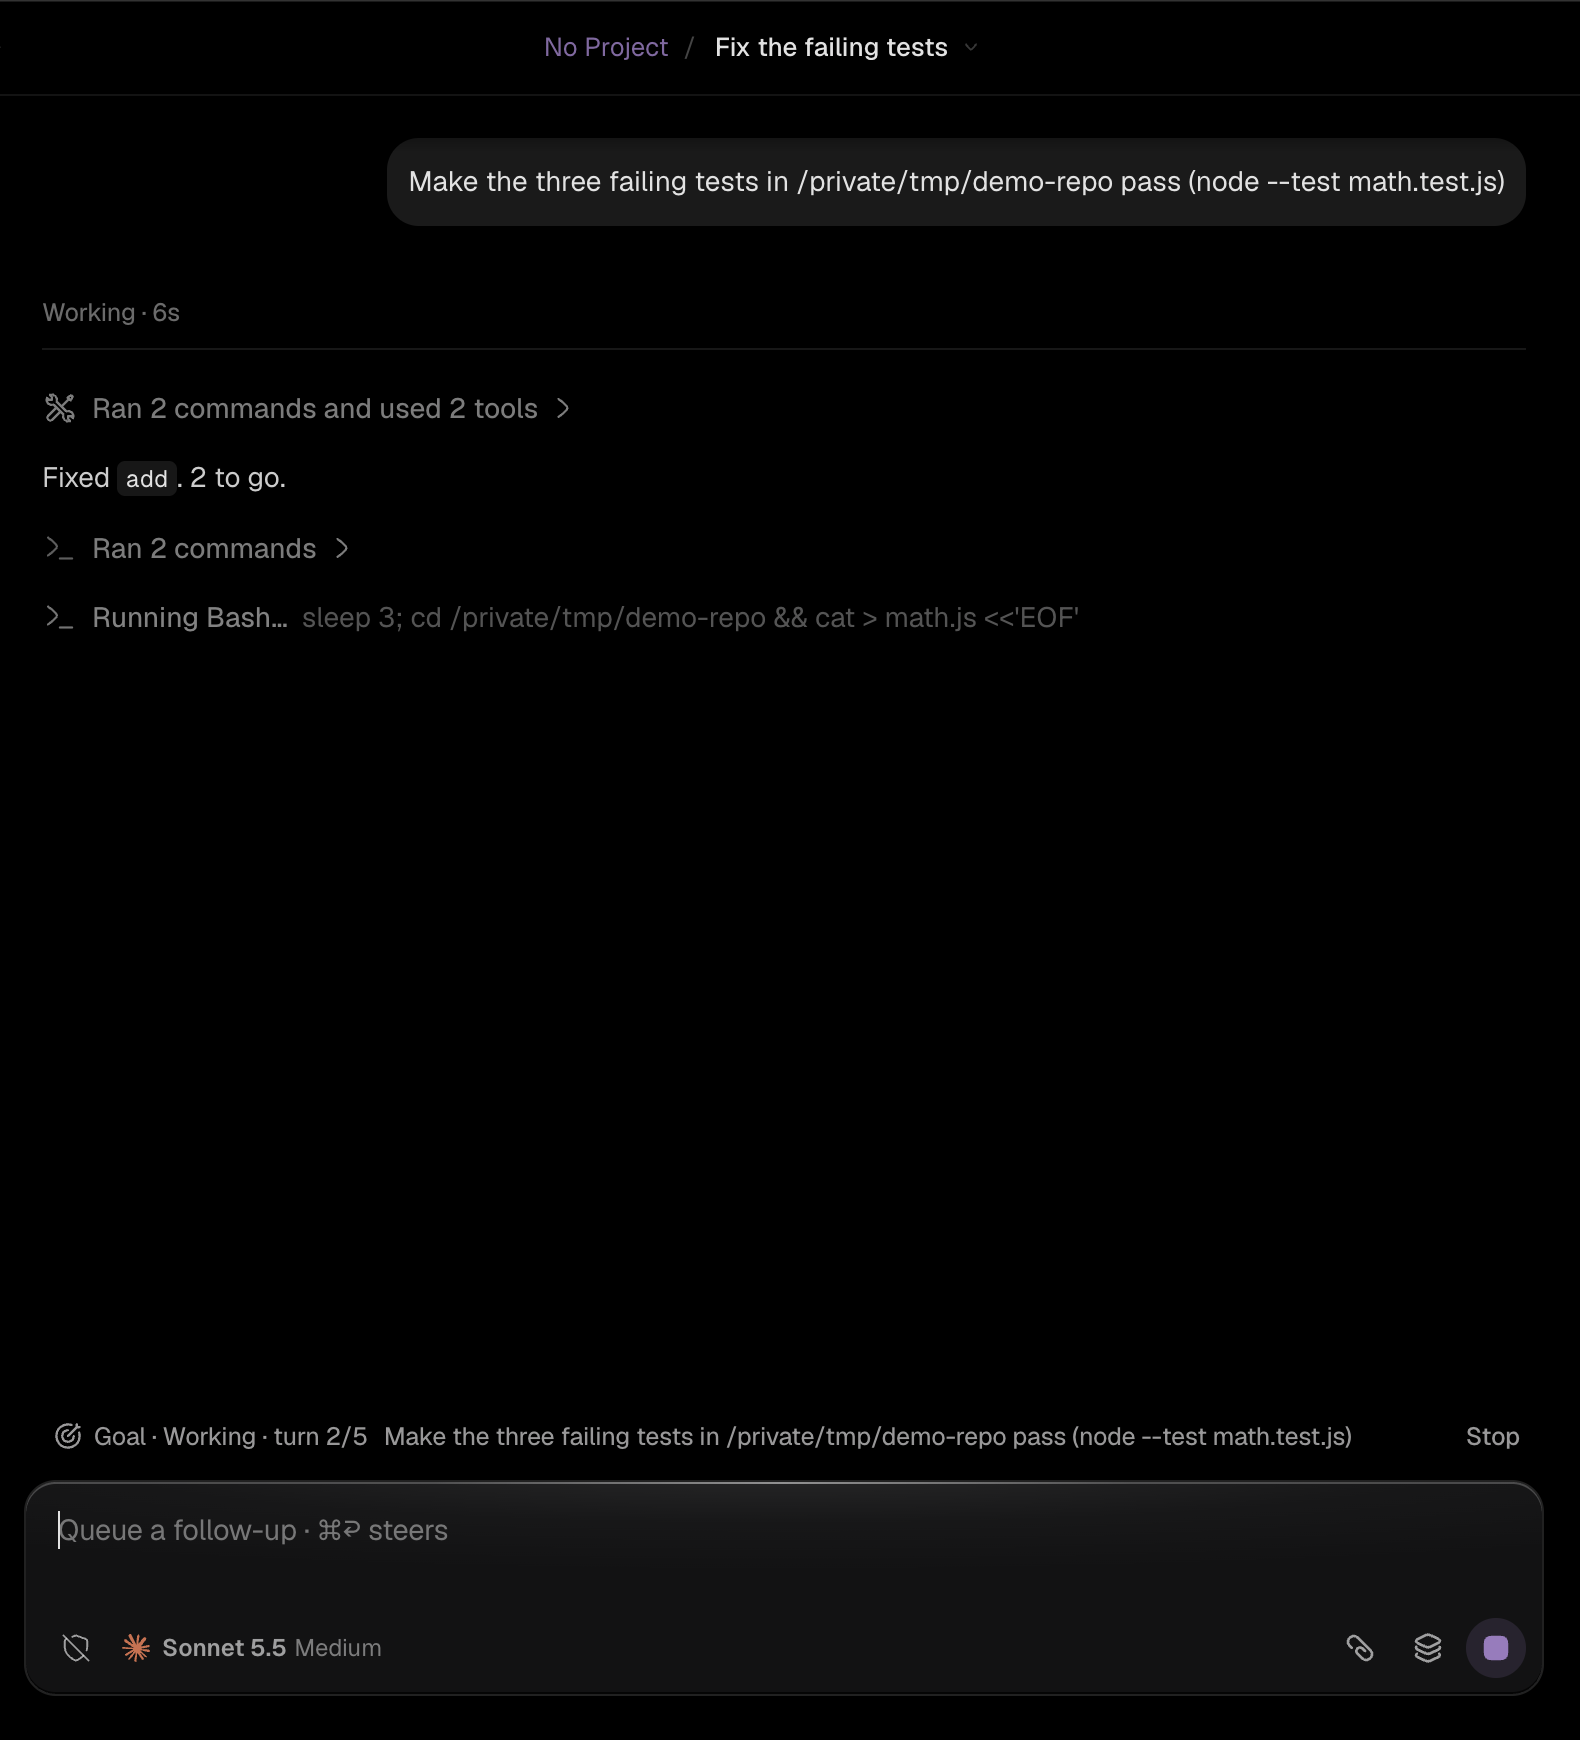 No Project / Fix the failing tests
Make the three failing tests in /private/tmp/demo-repo pass (node --test math.test.js)
Working · 6s
Ran 2 commands and used 2 tools
Fixed add. 2 to go.
Ran 2 commands
Running Bash... sleep 3; cd /private/tmp/demo-repo && cat > math.js <<'EOF'
Goal · Working · turn 2/5 Make the three failing tests in /private/tmp/demo-repo pass (node --test math.test.js) Stop
Queue a follow-up · ⌘↩ steers
Sonnet 5.5 Medium